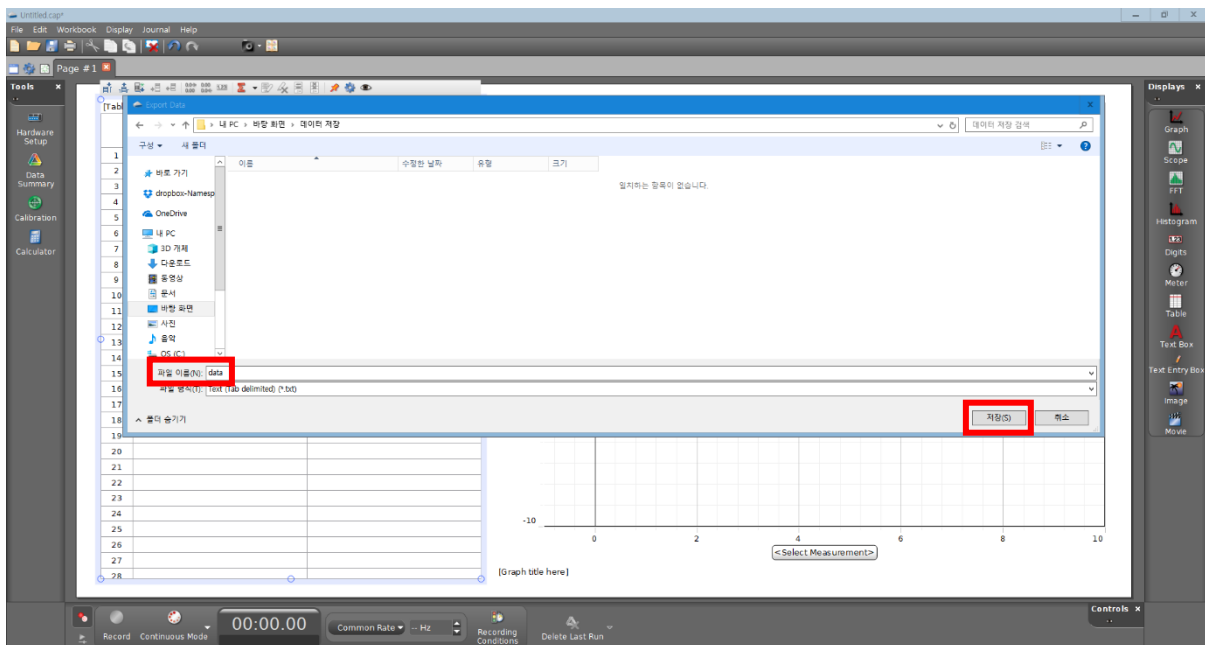 Untitled.cap*
File Edit Workbook Display Journal Help
Page #1
Tools
Hardware Setup
Data Summary
Calibration
Calculator
[Tabl
Export Data
내 PC › 바탕 화면 › 데이터 저장
데이터 저장 검색
구성 새 폴더
이름 수정한 날짜 유형 크기
일치하는 항목이 없습니다.
바로 가기
dropbox-Namesp
OneDrive
내 PC
3D 개체
다운로드
동영상
문서
바탕 화면
사진
음악
OS (C:)
파일 이름(N): data
파일 형식(T): Text (Tab delimited) (*.txt)
폴더 숨기기
저장(S) 취소
1
2
3
4
5
6
7
8
9
10
11
12
13
14
15
16
17
18
19
20
21
22
23
24
25
26
27
28
-10
0 2 4 6 8 10
<Select Measurement>
[Graph title here]
Displays
Graph
Scope
FFT
Histogram
1.23
Digits
Meter
Table
Text Box
Text Entry Box
Image
Movie
Controls
Record
Continuous Mode
00:00.00
Common Rate -- Hz
Recording Conditions
Delete Last Run